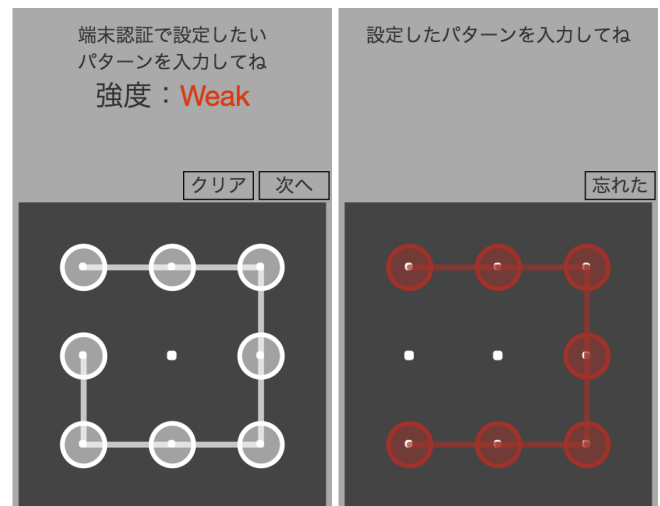 端末認証で設定したい
パターンを入力してね
強度：Weak
クリア
次へ
設定したパターンを入力してね
忘れた